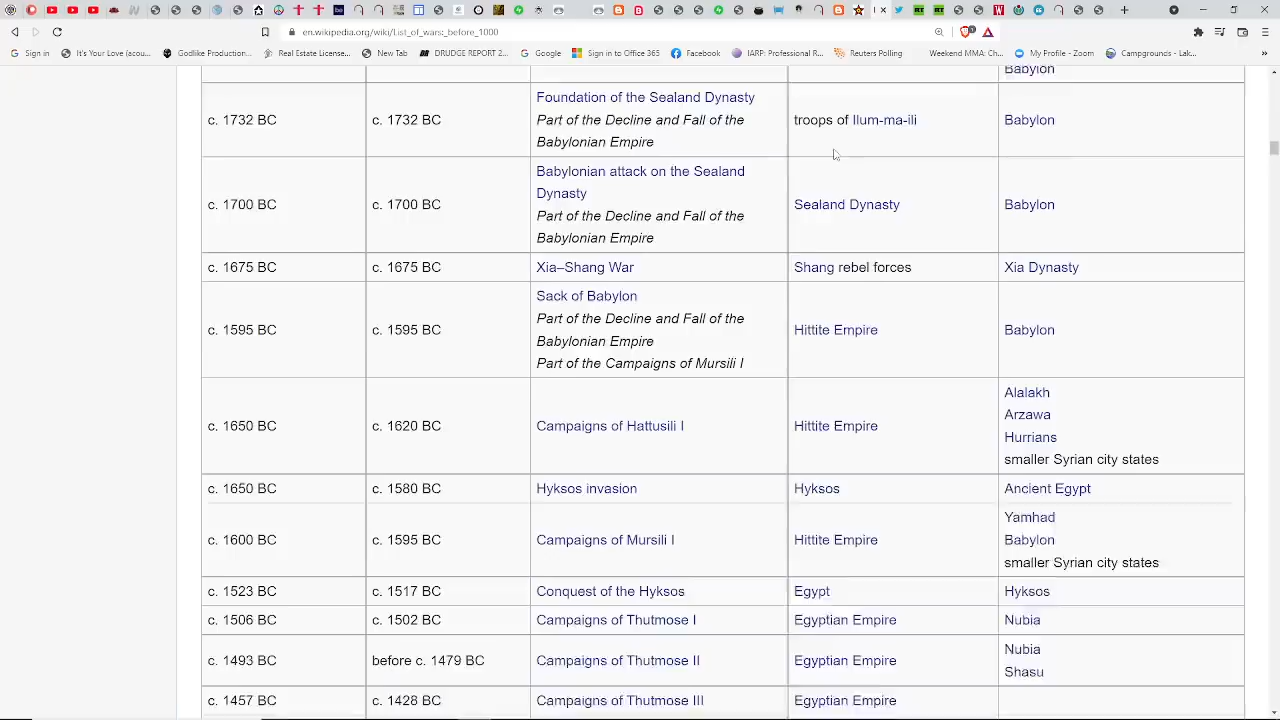 en.wikipedia.org/wiki/List_of_wars:_before_1000
Sign in
It's Your Love (acou...
Godlike Production...
Real Estate License...
New Tab
DRUDGE REPORT 2...
Google
Sign in to Office 365
Facebook
IARP: Professional R...
Reuters Polling
Weekend MMA: Ch...
My Profile - Zoom
Campgrounds - Lak...
Babylon
c. 1732 BC
c. 1732 BC
Foundation of the Sealand Dynasty
Part of the Decline and Fall of the
Babylonian Empire
troops of Ilum-ma-ili
Babylon
c. 1700 BC
c. 1700 BC
Babylonian attack on the Sealand
Dynasty
Part of the Decline and Fall of the
Babylonian Empire
Sealand Dynasty
Babylon
c. 1675 BC
c. 1675 BC
Xia–Shang War
Shang rebel forces
Xia Dynasty
c. 1595 BC
c. 1595 BC
Sack of Babylon
Part of the Decline and Fall of the
Babylonian Empire
Part of the Campaigns of Mursili I
Hittite Empire
Babylon
c. 1650 BC
c. 1620 BC
Campaigns of Hattusili I
Hittite Empire
Alalakh
Arzawa
Hurrians
smaller Syrian city states
c. 1650 BC
c. 1580 BC
Hyksos invasion
Hyksos
Ancient Egypt
c. 1600 BC
c. 1595 BC
Campaigns of Mursili I
Hittite Empire
Yamhad
Babylon
smaller Syrian city states
c. 1523 BC
c. 1517 BC
Conquest of the Hyksos
Egypt
Hyksos
c. 1506 BC
c. 1502 BC
Campaigns of Thutmose I
Egyptian Empire
Nubia
c. 1493 BC
before c. 1479 BC
Campaigns of Thutmose II
Egyptian Empire
Nubia
Shasu
c. 1457 BC
c. 1428 BC
Campaigns of Thutmose III
Egyptian Empire